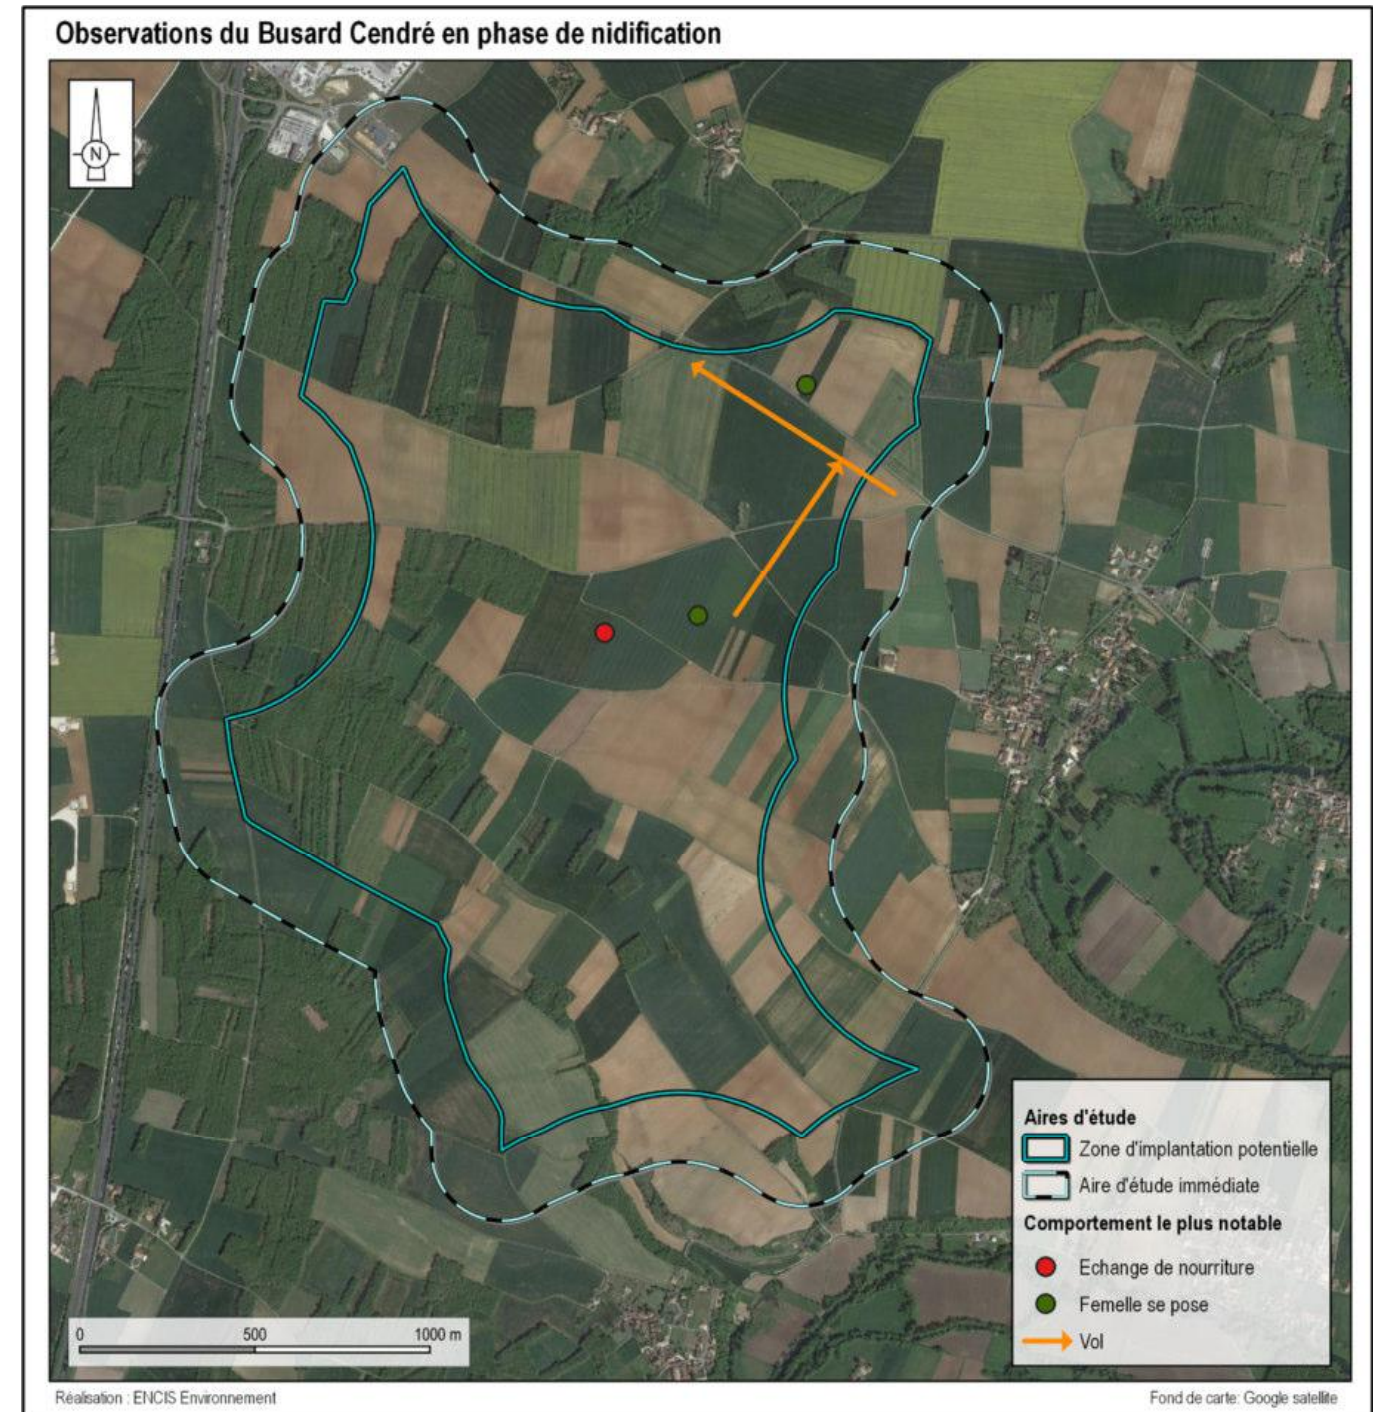 Observations du Busard Cendré en phase de nidification
N
Aires d'étude
Zone d'implantation potentielle
Aire d'étude immédiate
Comportement le plus notable
Echange de nourriture
Femelle se pose
Vol
0 500 1000 m
Réalisation : ENCIS Environnement
Fond de carte: Google satellite